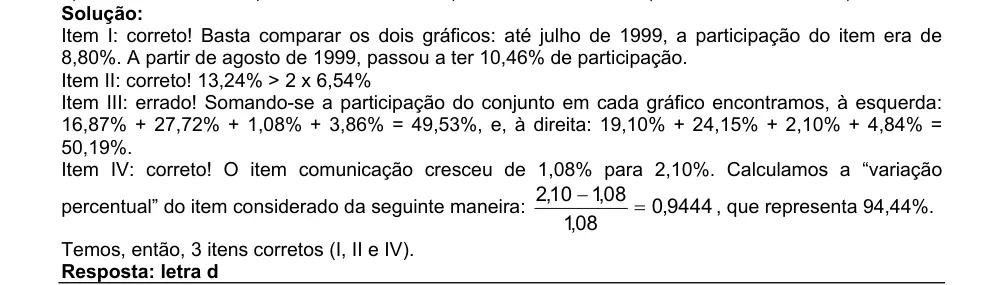 Solução:
Item I: correto! Basta comparar os dois gráficos: até julho de 1999, a participação do item era de
8,80%. A partir de agosto de 1999, passou a ter 10,46% de participação.
Item II: correto! 13,24% > 2 x 6,54%
Item III: errado! Somando-se a participação do conjunto em cada gráfico encontramos, à esquerda:
16,87% + 27,72% + 1,08% + 3,86% = 49,53%, e, à direita: 19,10% + 24,15% + 2,10% + 4,84% =
50,19%.
Item IV: correto! O item comunicação cresceu de 1,08% para 2,10%. Calculamos a “variação
percentual” do item considerado da seguinte maneira: (2,10 − 1,08) / 1,08 = 0,9444 , que representa 94,44%.
Temos, então, 3 itens corretos (I, II e IV).
Resposta: letra d